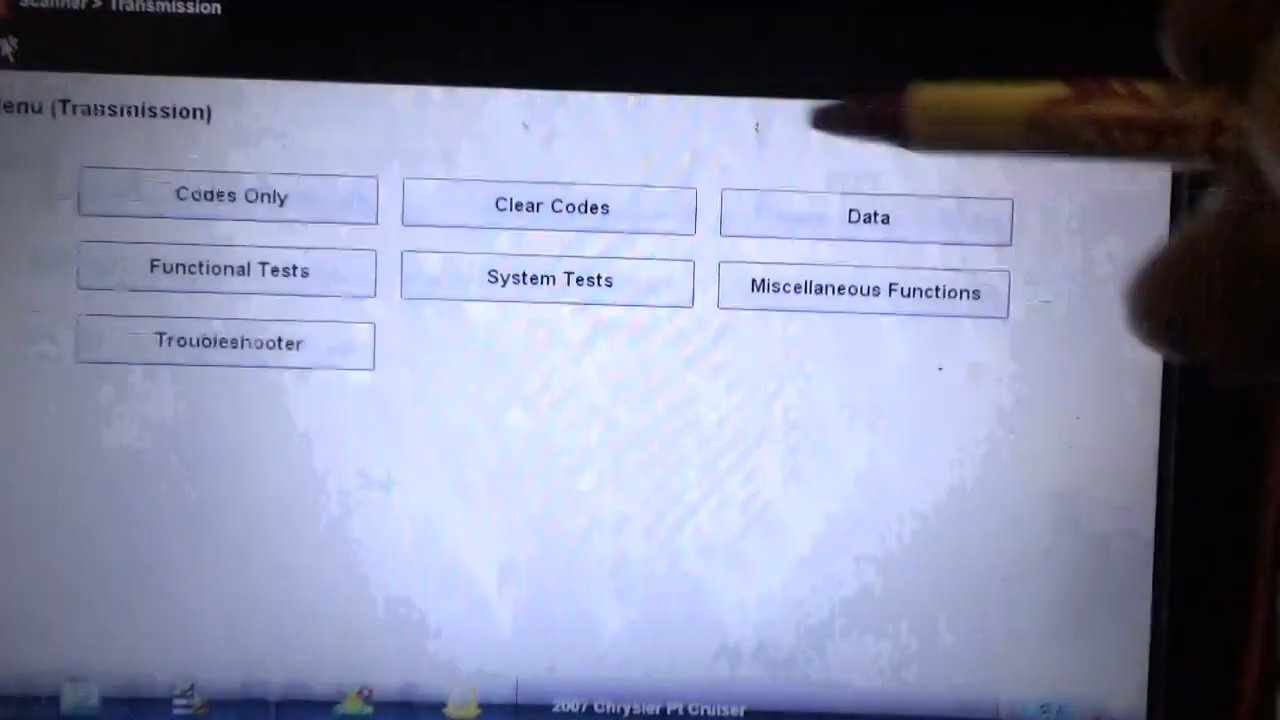 Scanner > Transmission
enu (Transmission)
Codes Only
Clear Codes
Data
Functional Tests
System Tests
Miscellaneous Functions
Troubleshooter
2007 Chrysler Pt Cruiser